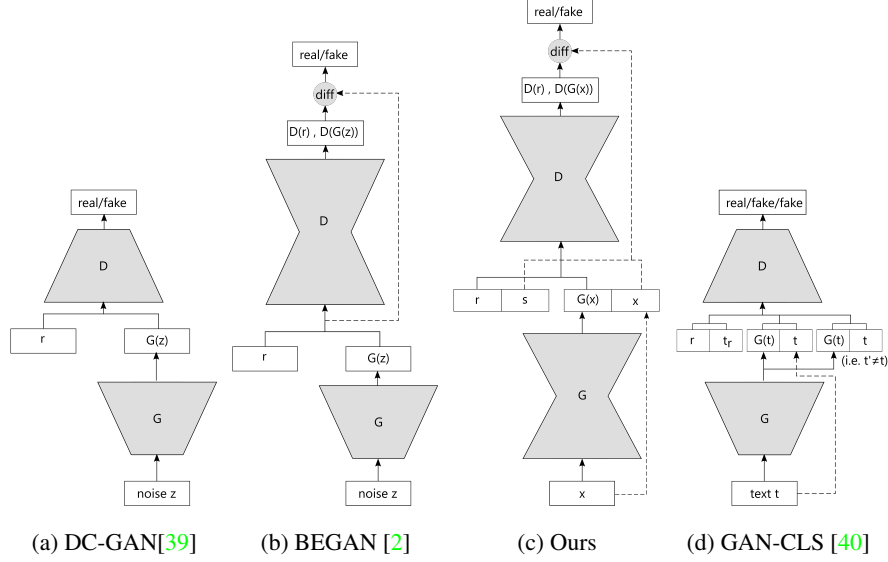 real/fake
D
r
G(z)
G
noise z
(a) DC-GAN[39]
real/fake
diff
D(r) , D(G(z))
D
r
G(z)
G
noise z
(b) BEGAN [2]
real/fake
diff
D(r) , D(G(x))
D
r s G(x) x
G
x
(c) Ours
real/fake/fake
D
r tr G(t) t G(t) t
(i.e. t'≠t)
G
text t
(d) GAN-CLS [40]